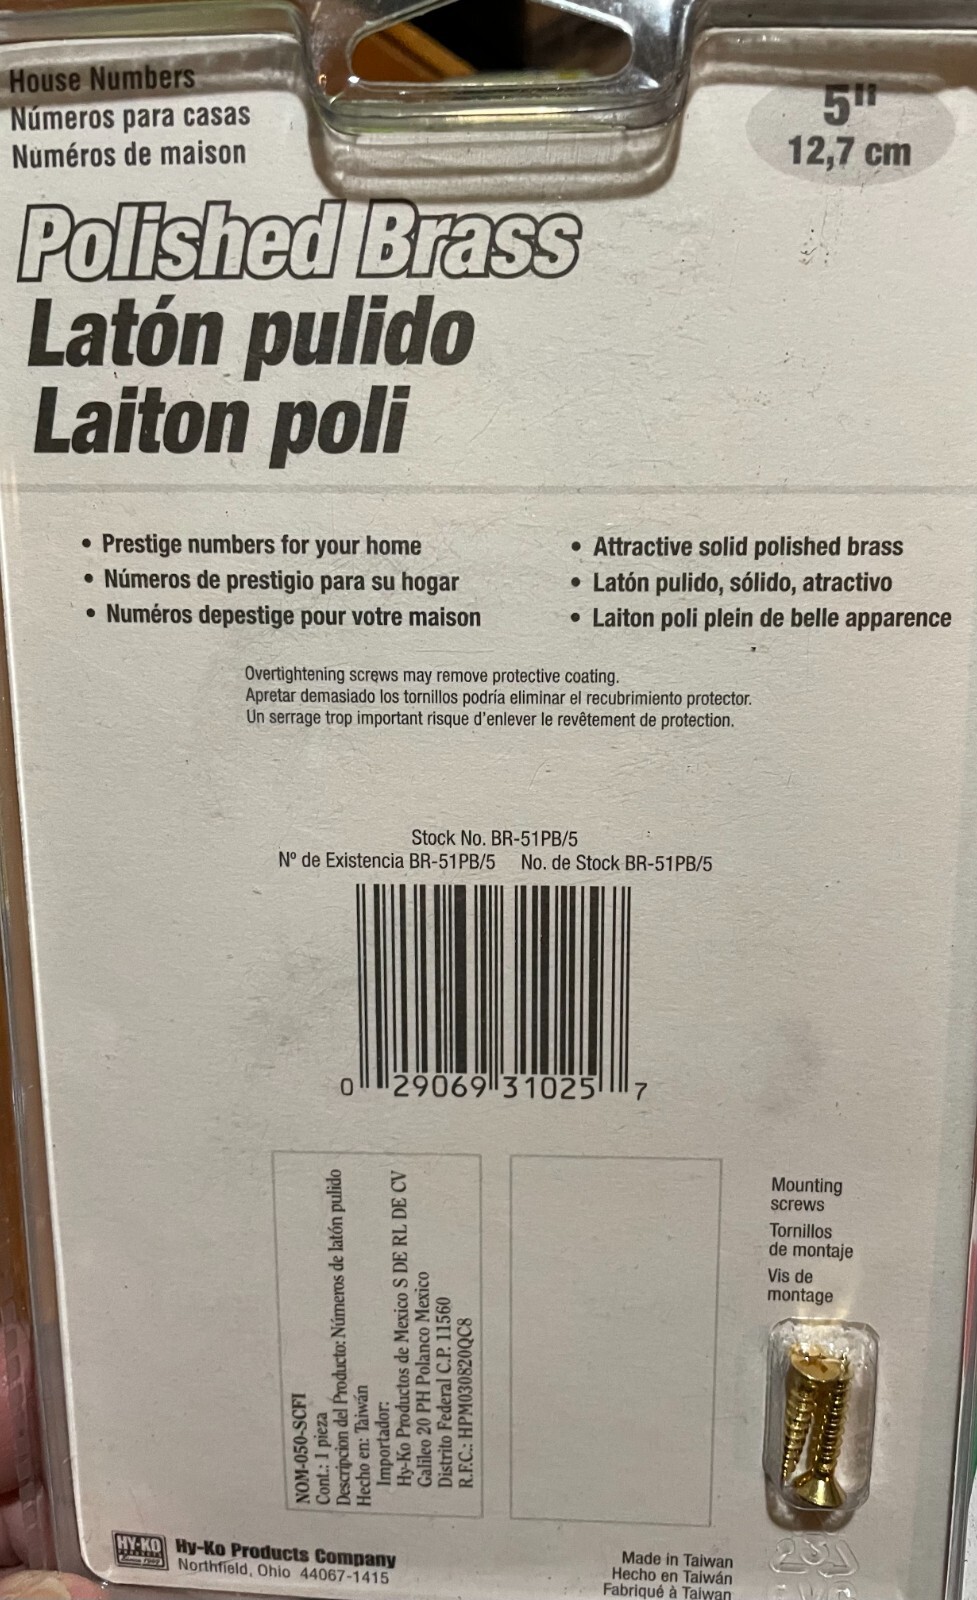 House Numbers
Números para casas
Numéros de maison
5"
12,7 cm
Polished Brass
Latón pulido
Laiton poli
• Prestige numbers for your home
• Números de prestigio para su hogar
• Numéros depestige pour votre maison
• Attractive solid polished brass
• Latón pulido, sólido, atractivo
• Laiton poli plein de belle apparence
Overtightening screws may remove protective coating.
Apretar demasiado los tornillos podría eliminar el recubrimiento protector.
Un serrage trop important risque d'enlever le revêtement de protection.
Stock No. BR-51PB/5
Nº de Existencia BR-51PB/5 No. de Stock BR-51PB/5
0 29069 31025 7
NOM-050-SCFI
Cont.: 1 pieza
Descripcion del Producto: Números de latón pulido
Hecho en: Taiwán
Importador:
Hy-Ko Productos de Mexico S DE RL DE CV
Galileo 20 PH Polanco Mexico
Distrito Federal C.P. 11560
R.F.C.: HPM030820QC8
Mounting
screws
Tornillos
de montaje
Vis de
montage
HY-KO
PRODUCTS
Since 1949
Hy-Ko Products Company
Northfield, Ohio 44067-1415
Made in Taiwan
Hecho en Taiwán
Fabriqué à Taiwan